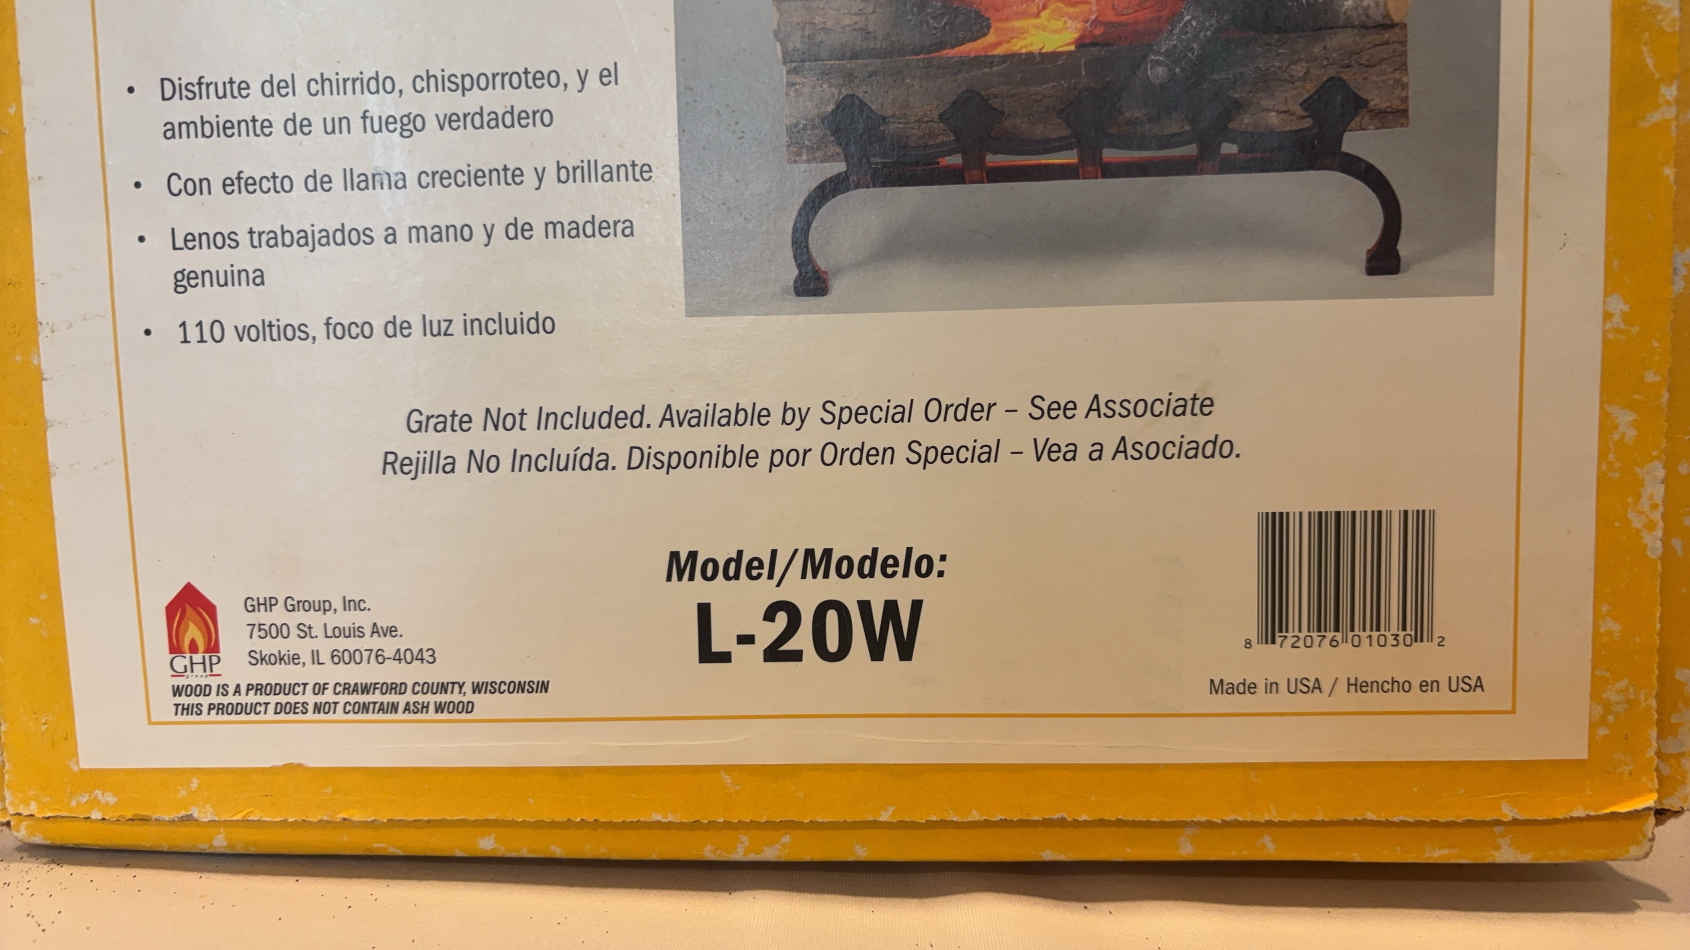 • Disfrute del chirrido, chisporroteo, y el
ambiente de un fuego verdadero
• Con efecto de llama creciente y brillante
• Lenos trabajados a mano y de madera
genuina
• 110 voltios, foco de luz incluido
Grate Not Included. Available by Special Order – See Associate
Rejilla No Incluída. Disponible por Orden Special – Vea a Asociado.
Model/Modelo:
L-20W
GHP
group
GHP Group, Inc.
7500 St. Louis Ave.
Skokie, IL 60076-4043
WOOD IS A PRODUCT OF CRAWFORD COUNTY, WISCONSIN
THIS PRODUCT DOES NOT CONTAIN ASH WOOD
8 72076 01030 2
Made in USA / Hencho en USA